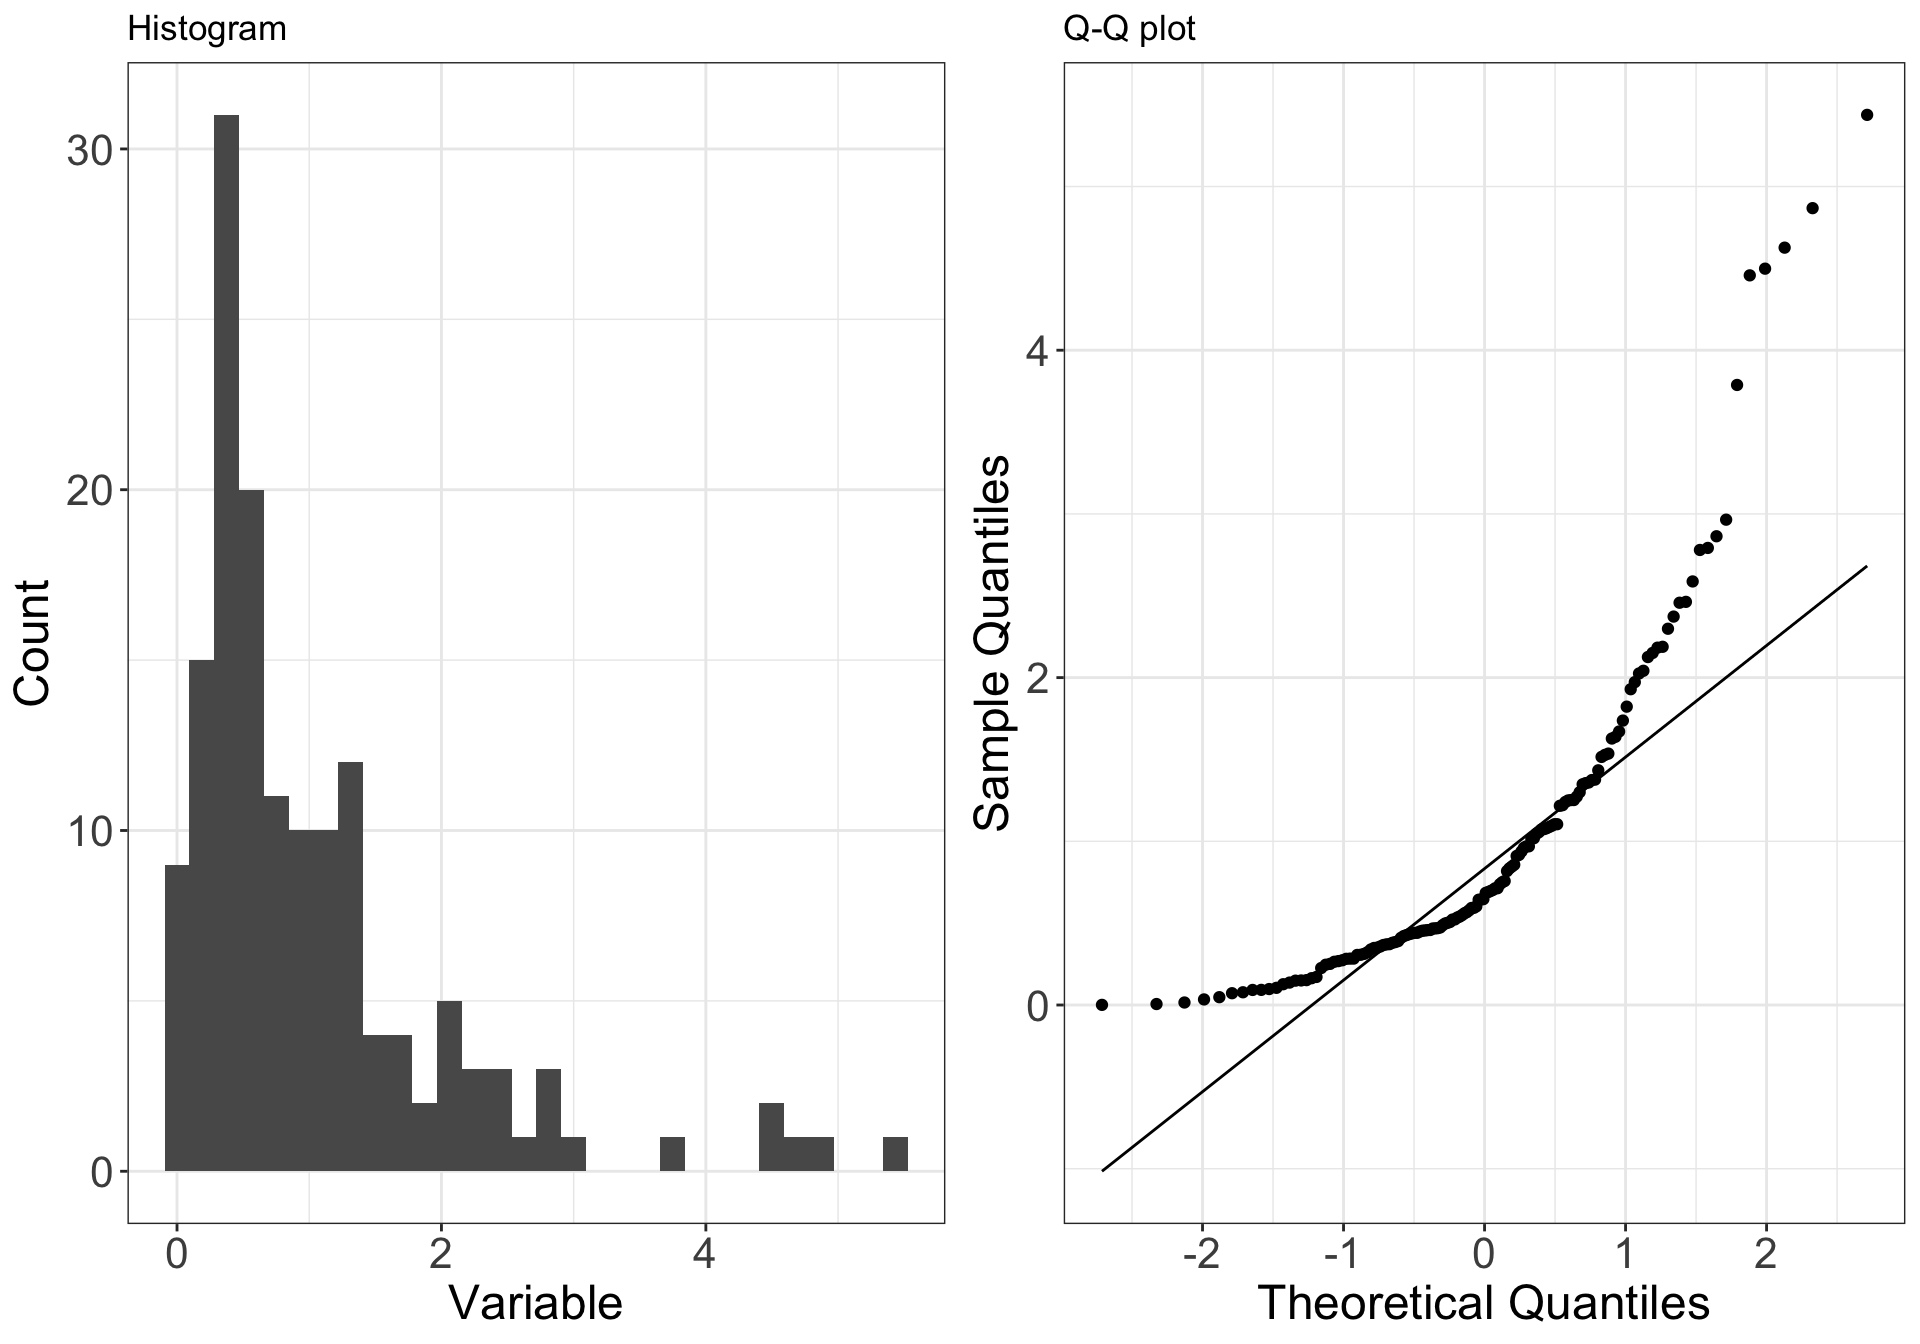 Histogram
30
20
10
0
Count
0 2 4
Variable
Q-Q plot
4
2
0
Sample Quantiles
-2 -1 0 1 2
Theoretical Quantiles